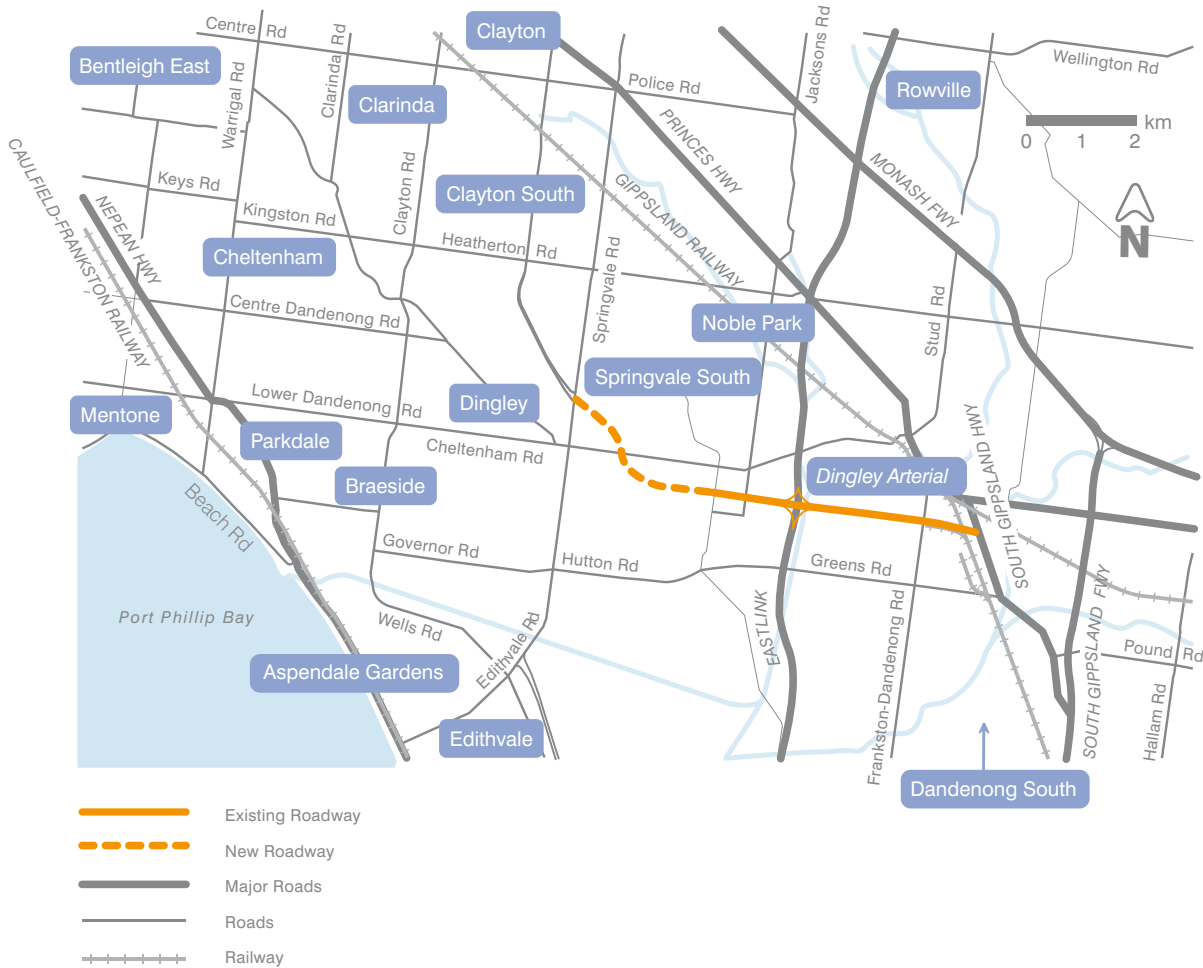 Centre Rd
Clayton
Bentleigh East
Warrigal Rd
Clarinda Rd
Clarinda
Police Rd
Jacksons Rd
Wellington Rd
Rowville
km
0 1 2
N
PRINCES HWY
MONASH FWY
CAULFIELD-FRANKSTON RAILWAY
NEPEAN HWY
Keys Rd
Kingston Rd
Clayton Rd
Clayton South
GIPPSLAND RAILWAY
Heatherton Rd
Springvale Rd
Cheltenham
Centre Dandenong Rd
Noble Park
Stud Rd
Springvale South
Lower Dandenong Rd
Dingley
Mentone
Parkdale
Cheltenham Rd
Dingley Arterial
SOUTH GIPPSLAND HWY
Braeside
Beach Rd
Governor Rd
Hutton Rd
Greens Rd
Port Phillip Bay
Wells Rd
Edithvale Rd
EASTLINK
Frankston-Dandenong Rd
SOUTH GIPPSLAND FWY
Pound Rd
Hallam Rd
Aspendale Gardens
Edithvale
Dandenong South
Existing Roadway
New Roadway
Major Roads
Roads
Railway